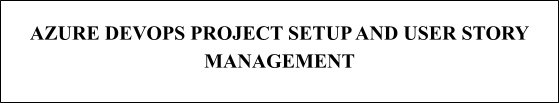 AZURE DEVOPS PROJECT SETUP AND USER STORY
MANAGEMENT